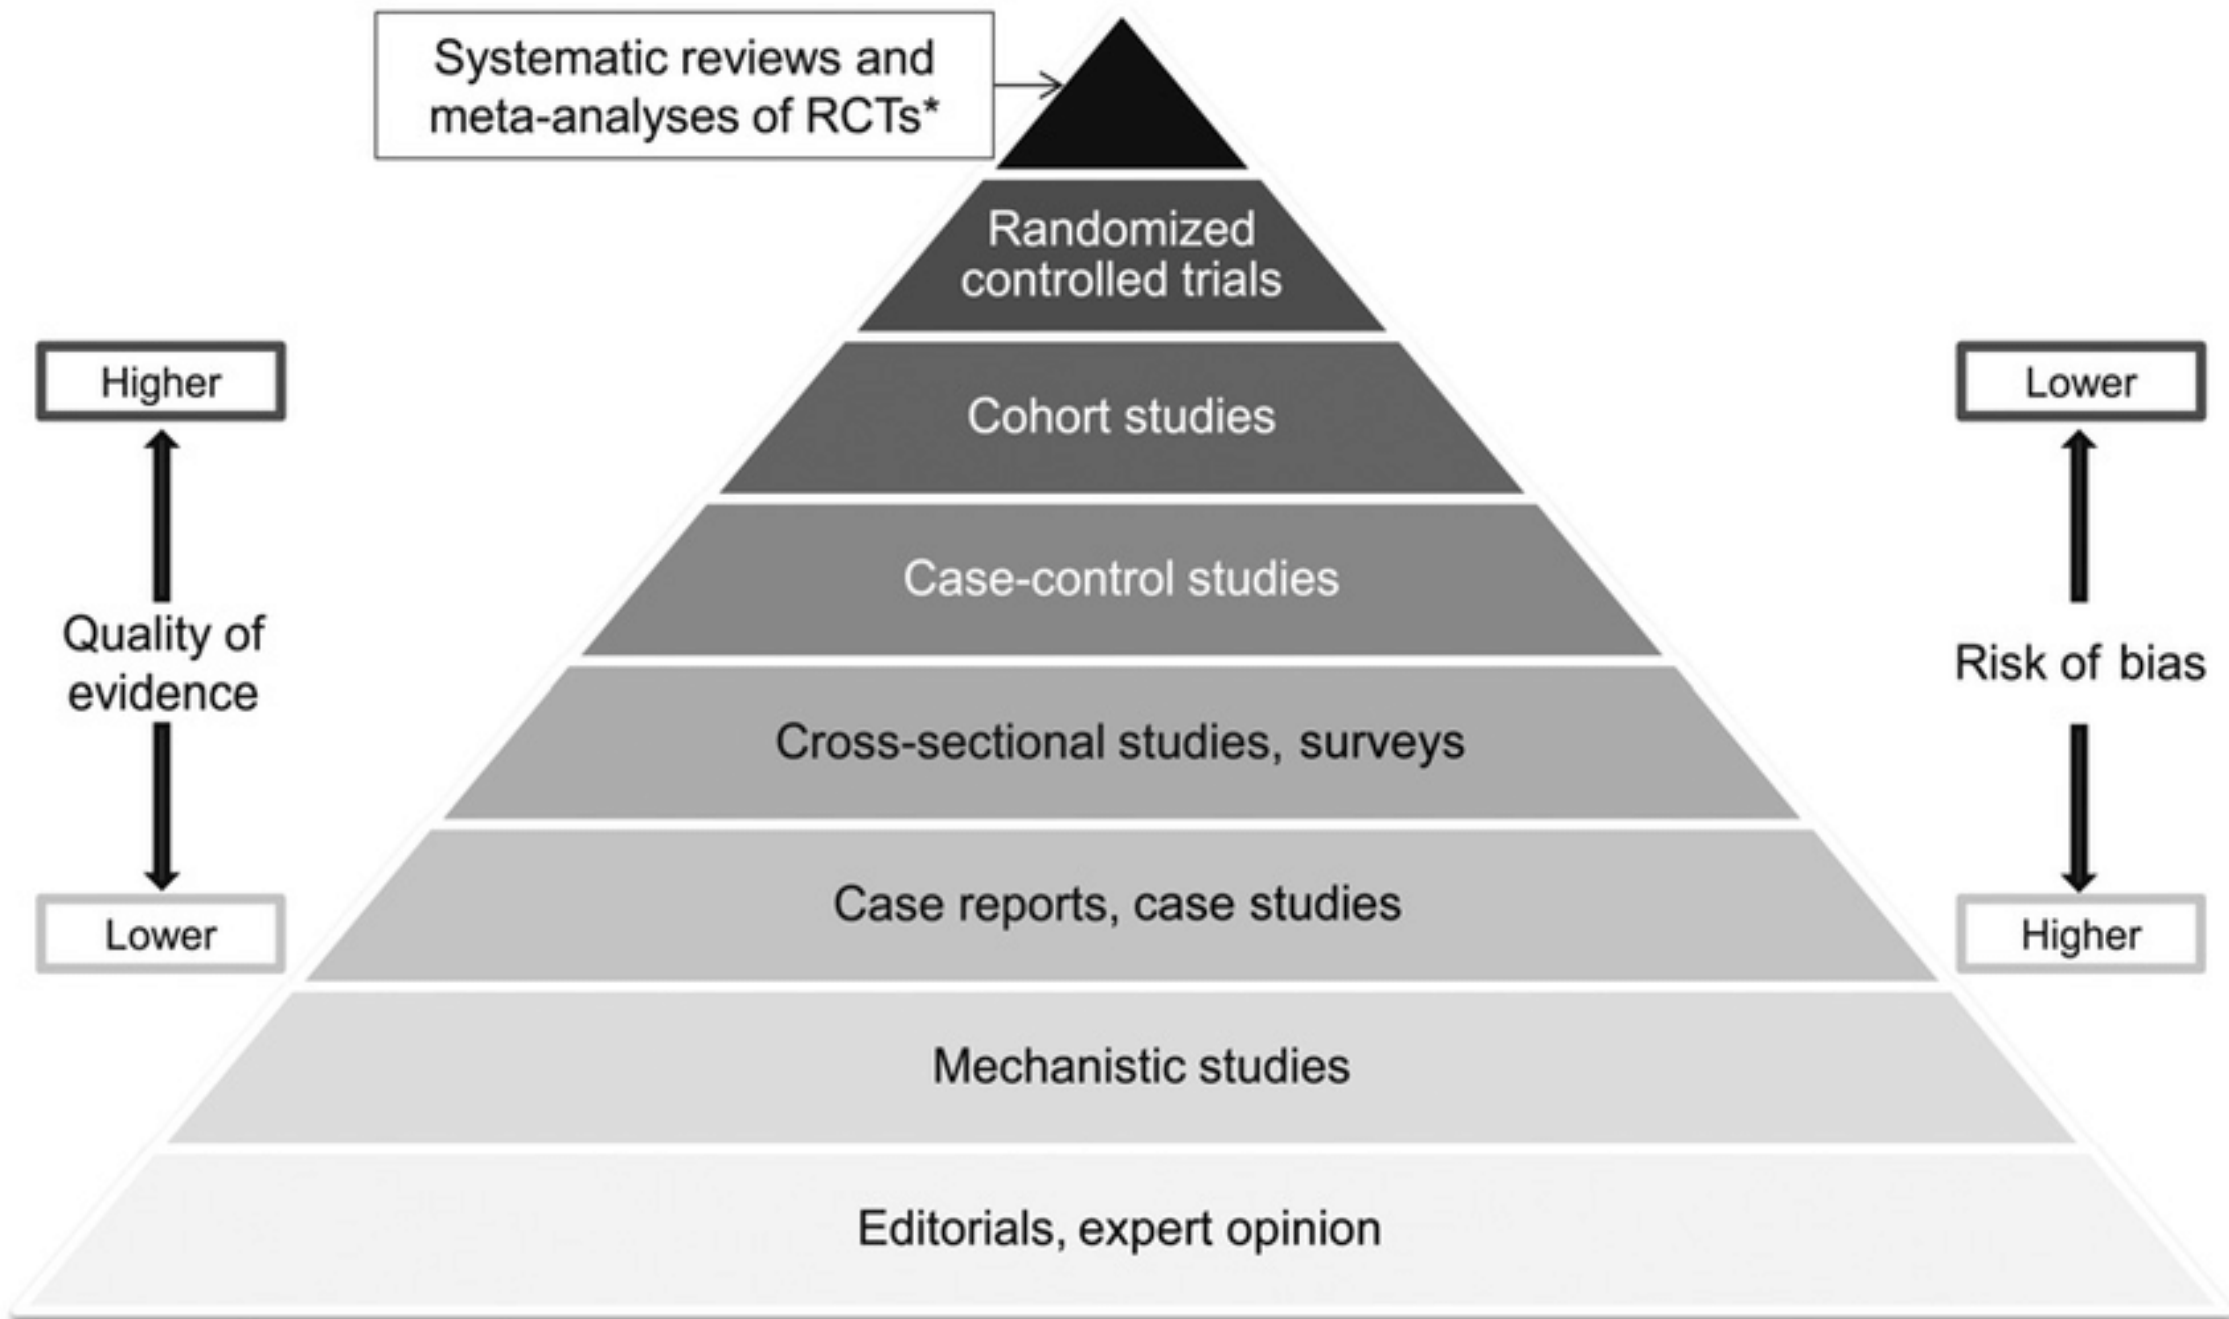 Systematic reviews and
meta-analyses of RCTs*
Randomized
controlled trials
Higher
Lower
Cohort studies
Case-control studies
Quality of
evidence
Risk of bias
Cross-sectional studies, surveys
Case reports, case studies
Lower
Higher
Mechanistic studies
Editorials, expert opinion